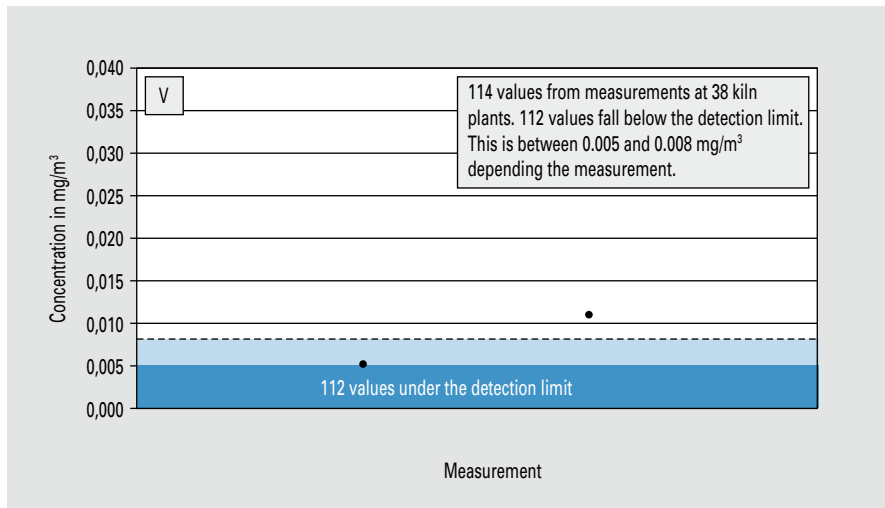 0,040
0,035
0,030
0,025
0,020
0,015
0,010
0,005
0,000
Concentration in mg/m³
V
114 values from measurements at 38 kiln
plants. 112 values fall below the detection limit.
This is between 0.005 and 0.008 mg/m³
depending the measurement.
112 values under the detection limit
Measurement